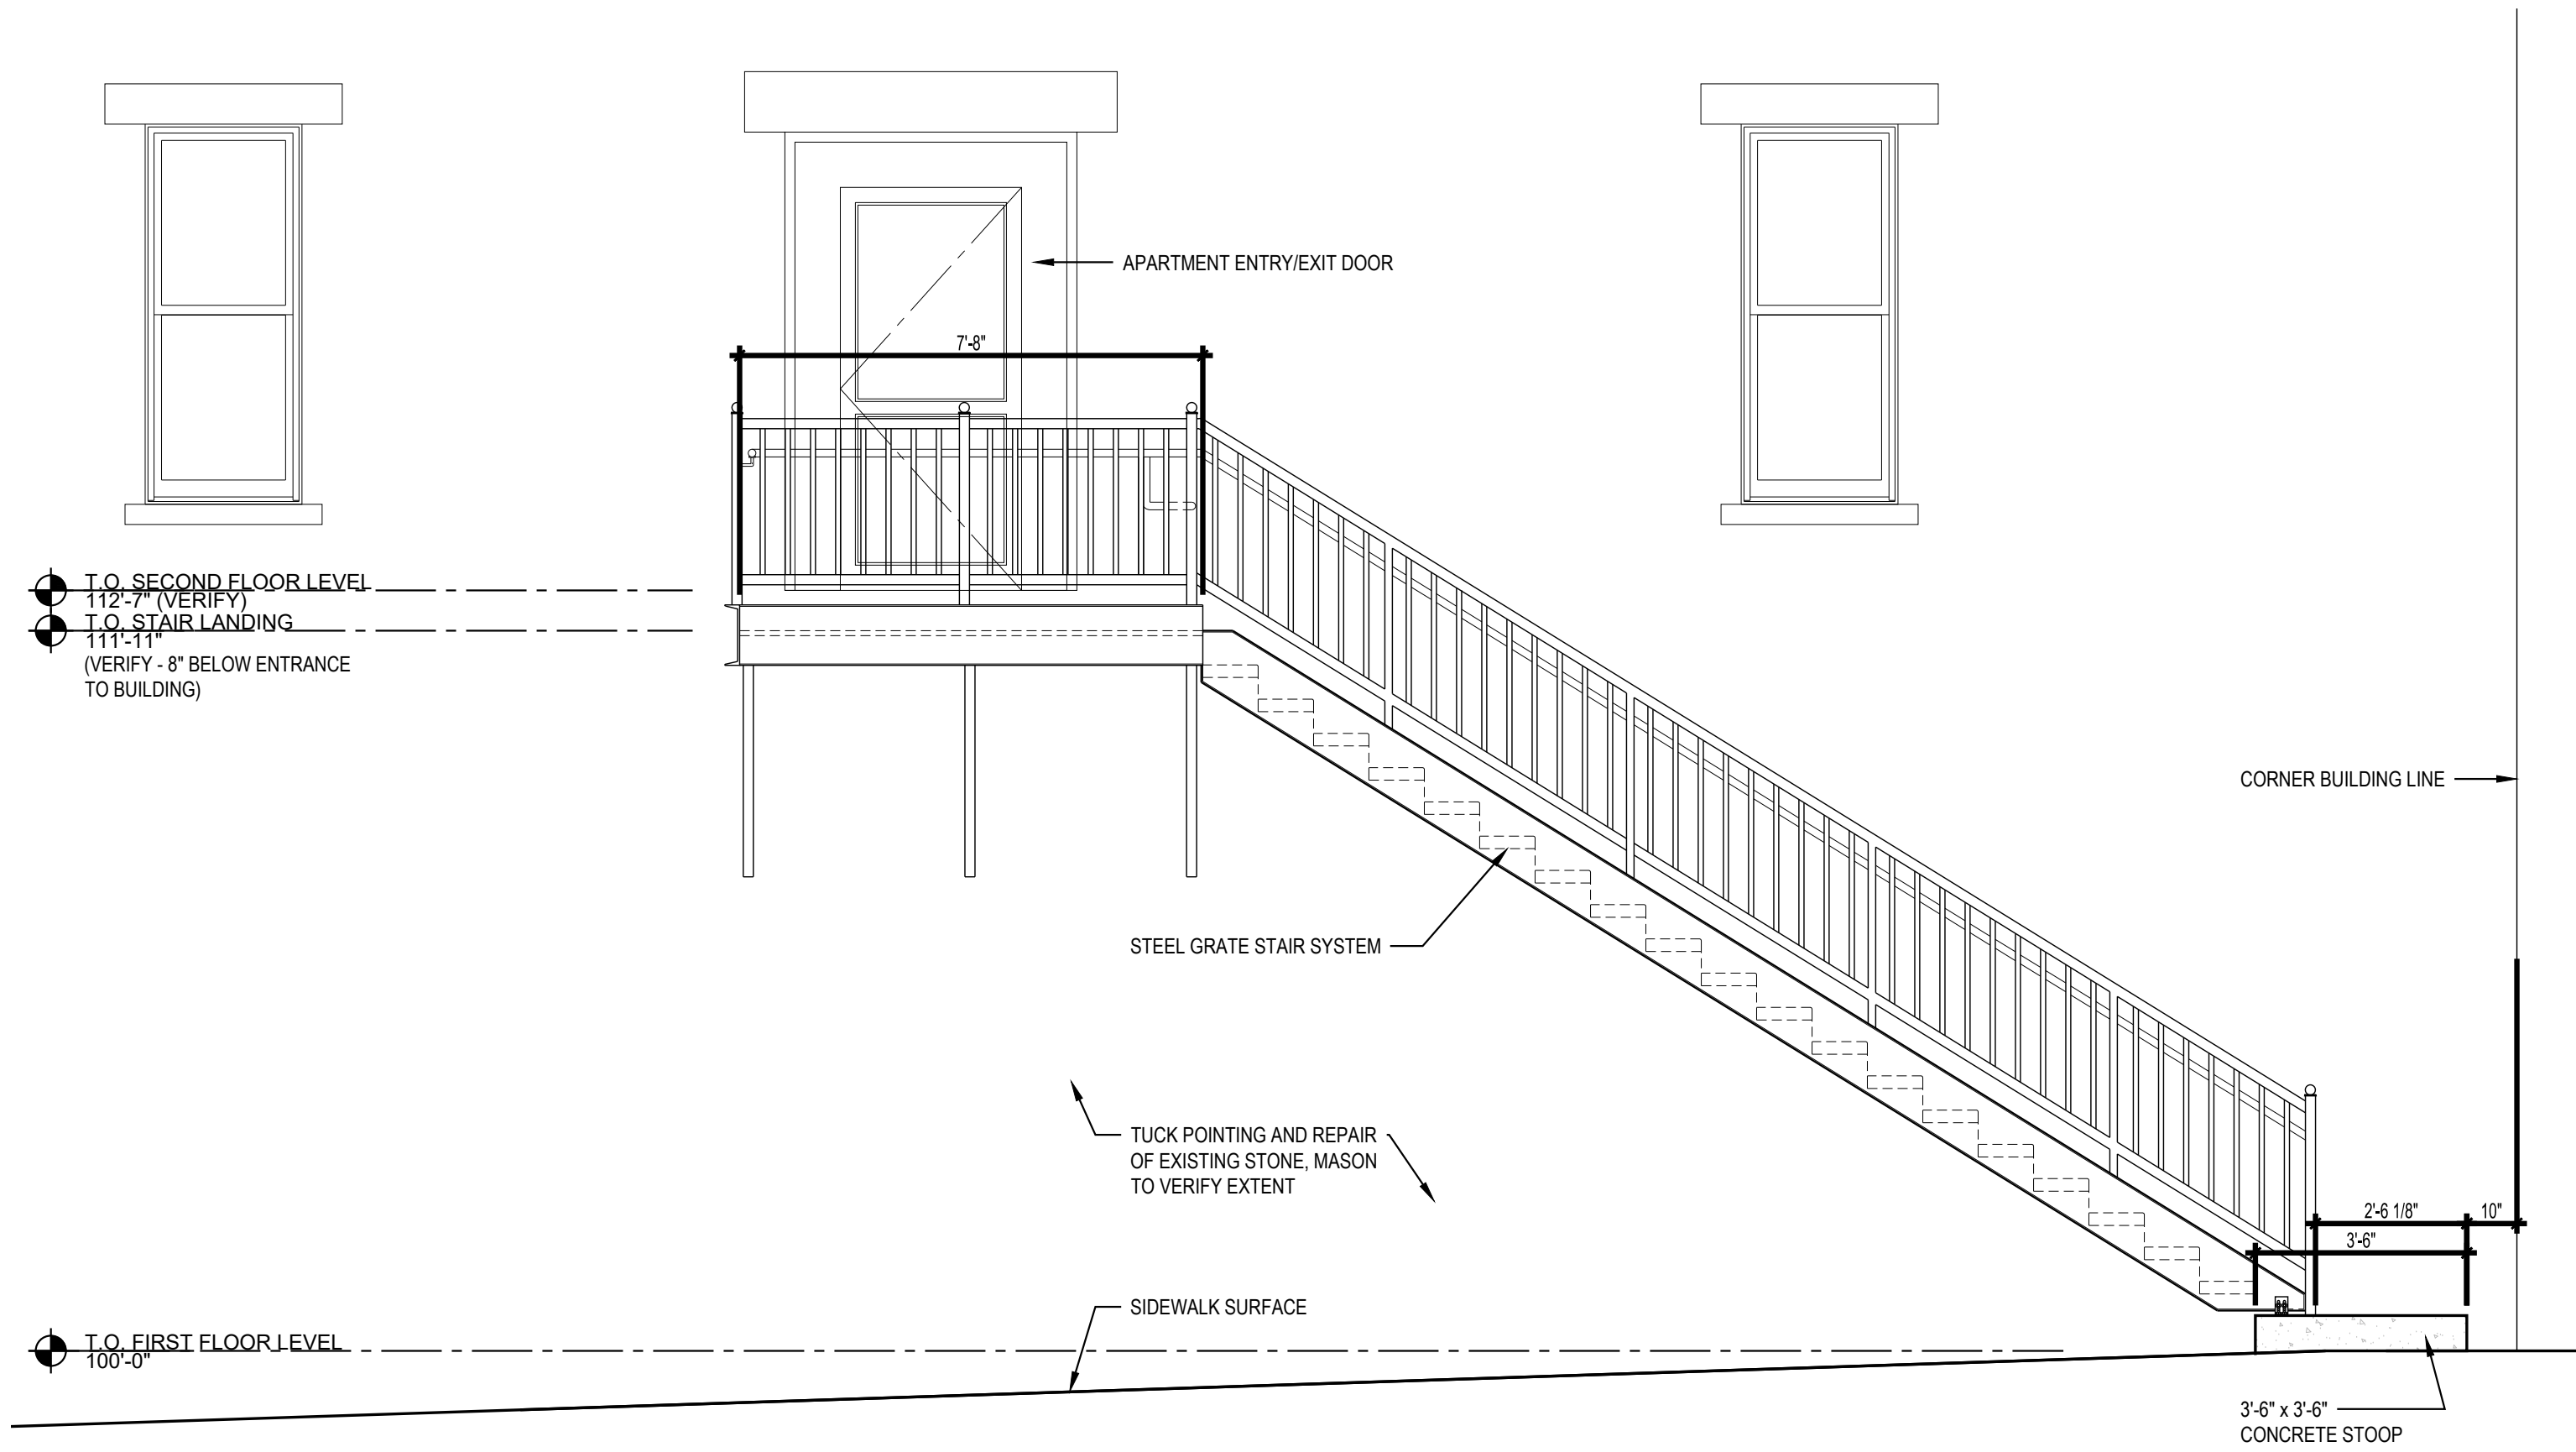 APARTMENT ENTRY/EXIT DOOR
7'-8"
T.O. SECOND FLOOR LEVEL
112'-7" (VERIFY)
T.O. STAIR LANDING
111'-11"
(VERIFY - 8" BELOW ENTRANCE
TO BUILDING)
CORNER BUILDING LINE
STEEL GRATE STAIR SYSTEM
TUCK POINTING AND REPAIR
OF EXISTING STONE, MASON
TO VERIFY EXTENT
2'-6 1/8"
10"
3'-6"
SIDEWALK SURFACE
T.O. FIRST FLOOR LEVEL
100'-0"
3'-6" x 3'-6"
CONCRETE STOOP